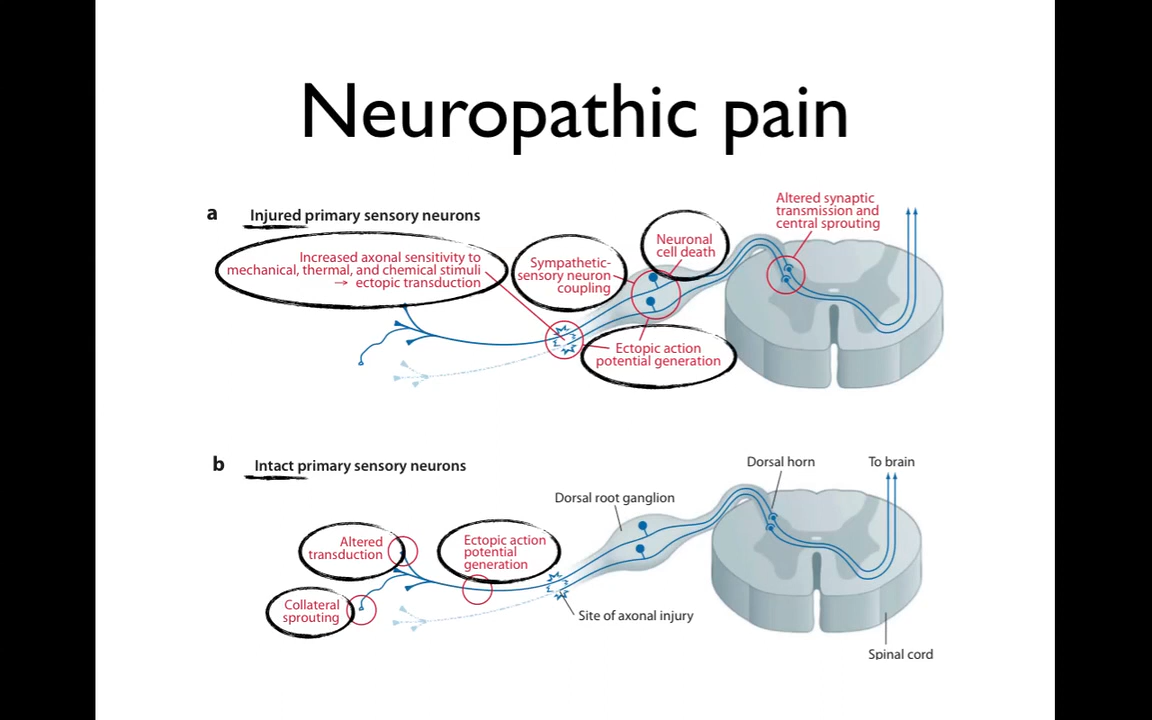 Neuropathic pain
a Injured primary sensory neurons
Increased axonal sensitivity to
mechanical, thermal, and chemical stimuli
→ ectopic transduction
Sympathetic-
sensory neuron
coupling
Neuronal
cell death
Altered synaptic
transmission and
central sprouting
Ectopic action
potential generation
b Intact primary sensory neurons
Altered
transduction
Collateral
sprouting
Ectopic action
potential
generation
Dorsal root ganglion
Site of axonal injury
Dorsal horn
To brain
Spinal cord